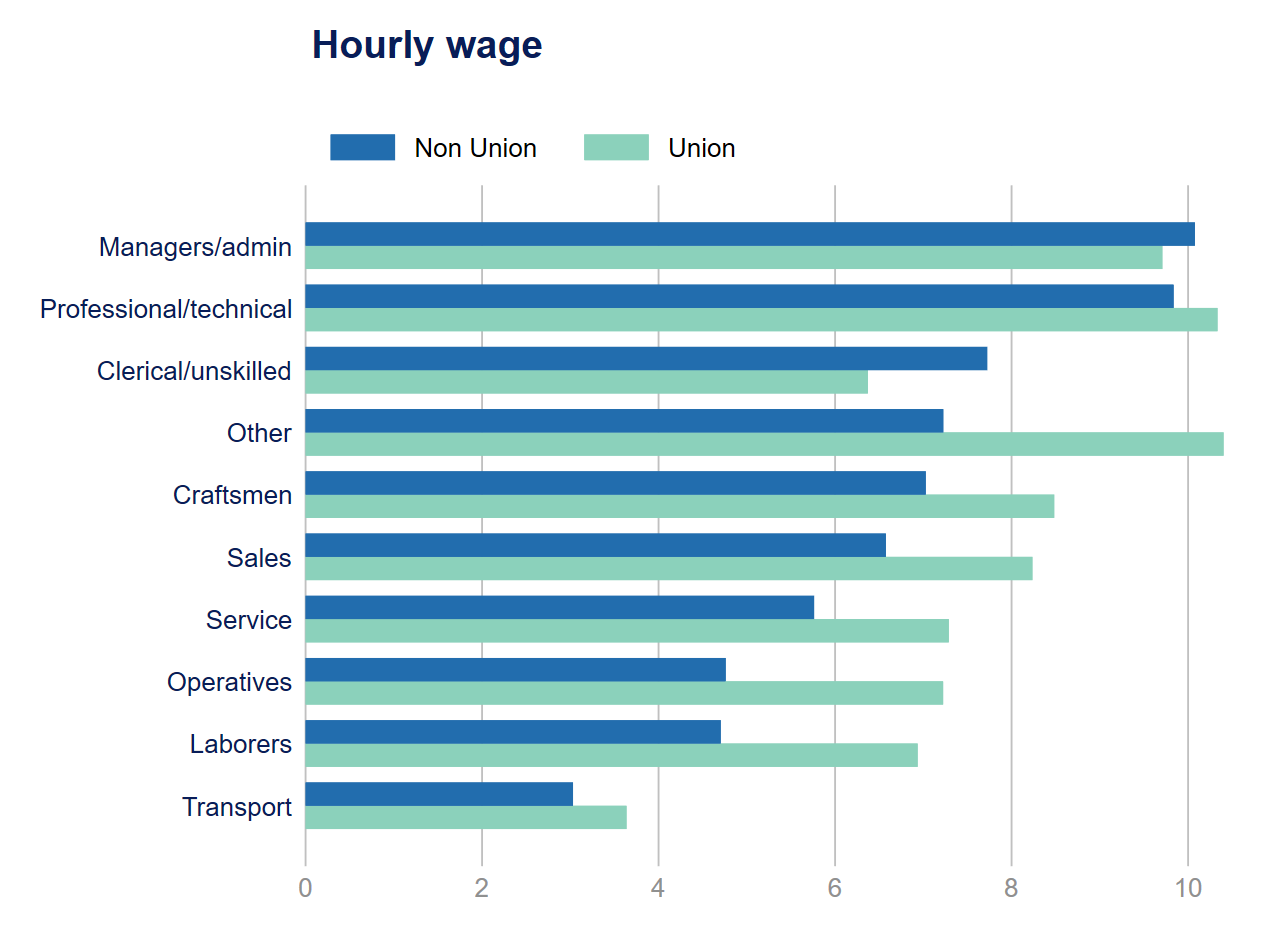 Hourly wage
Non Union Union
Managers/admin
Professional/technical
Clerical/unskilled
Other
Craftsmen
Sales
Service
Operatives
Laborers
Transport
0 2 4 6 8 10